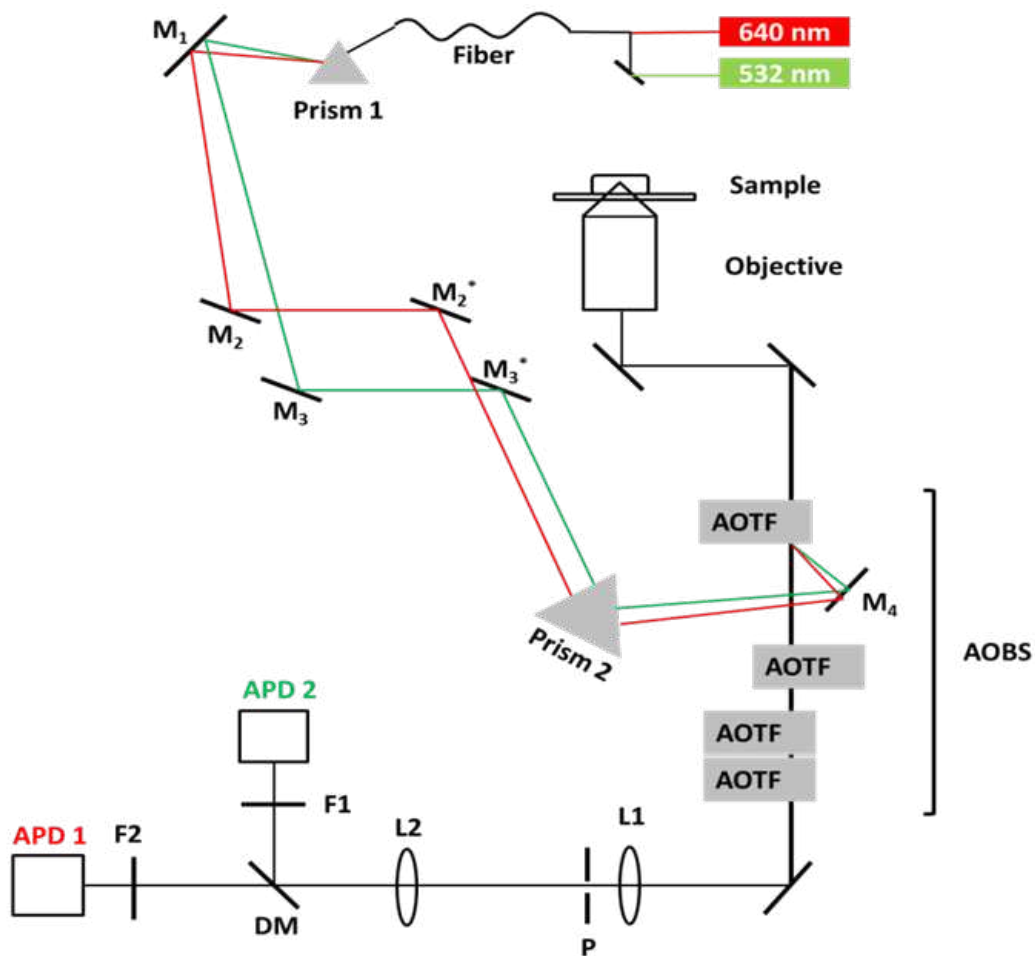 M₁
640 nm
Fiber
532 nm
Prism 1
Sample
Objective
M₂*
M₂
M₃*
M₃
AOTF
M₄
Prism 2
AOBS
AOTF
APD 2
AOTF
AOTF
F1
APD 1
F2
L2
L1
DM
P